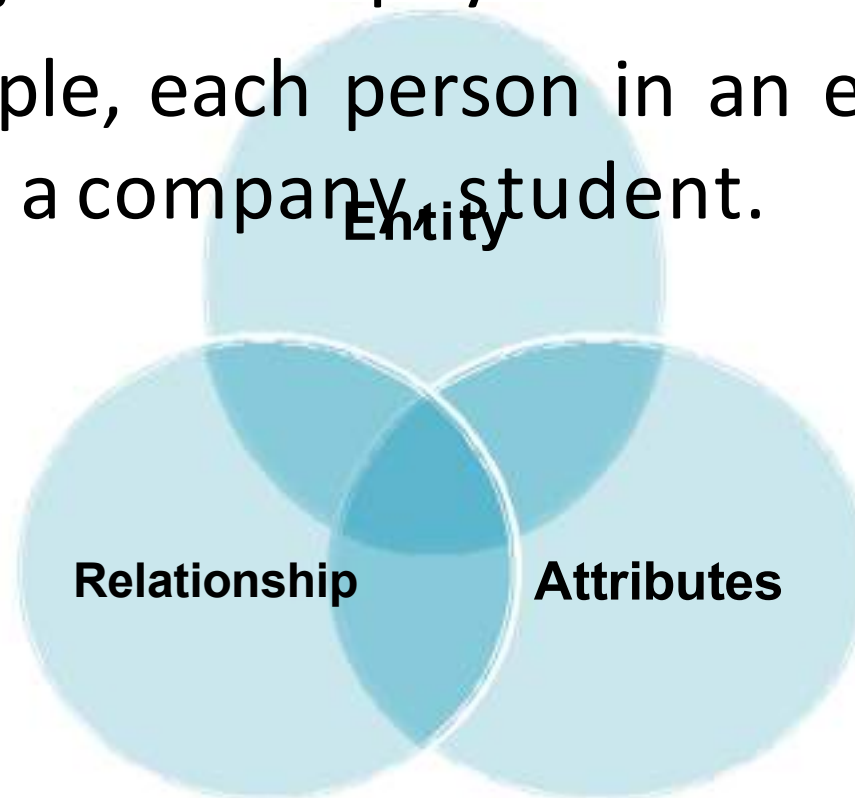 ple, each person in an e
a company, student.
Entity
Relationship
Attributes